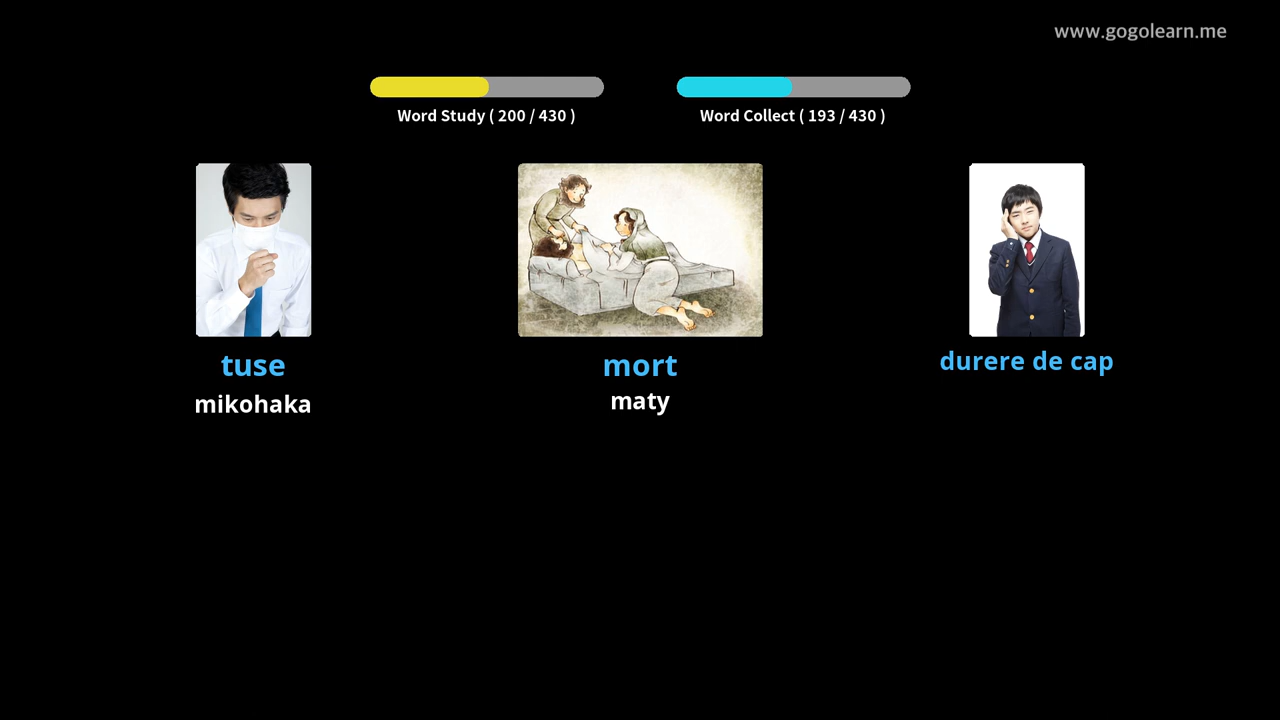 www.gogolearn.me
Word Study ( 200 / 430 )
Word Collect ( 193 / 430 )
tuse
mort
durere de cap
mikohaka
maty